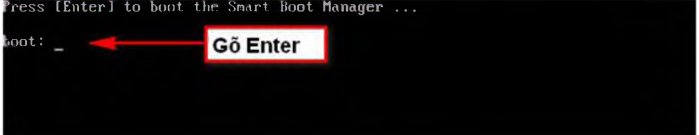 Press [Enter] to boot the Smart Boot Manager ...
boot: _
Gõ Enter